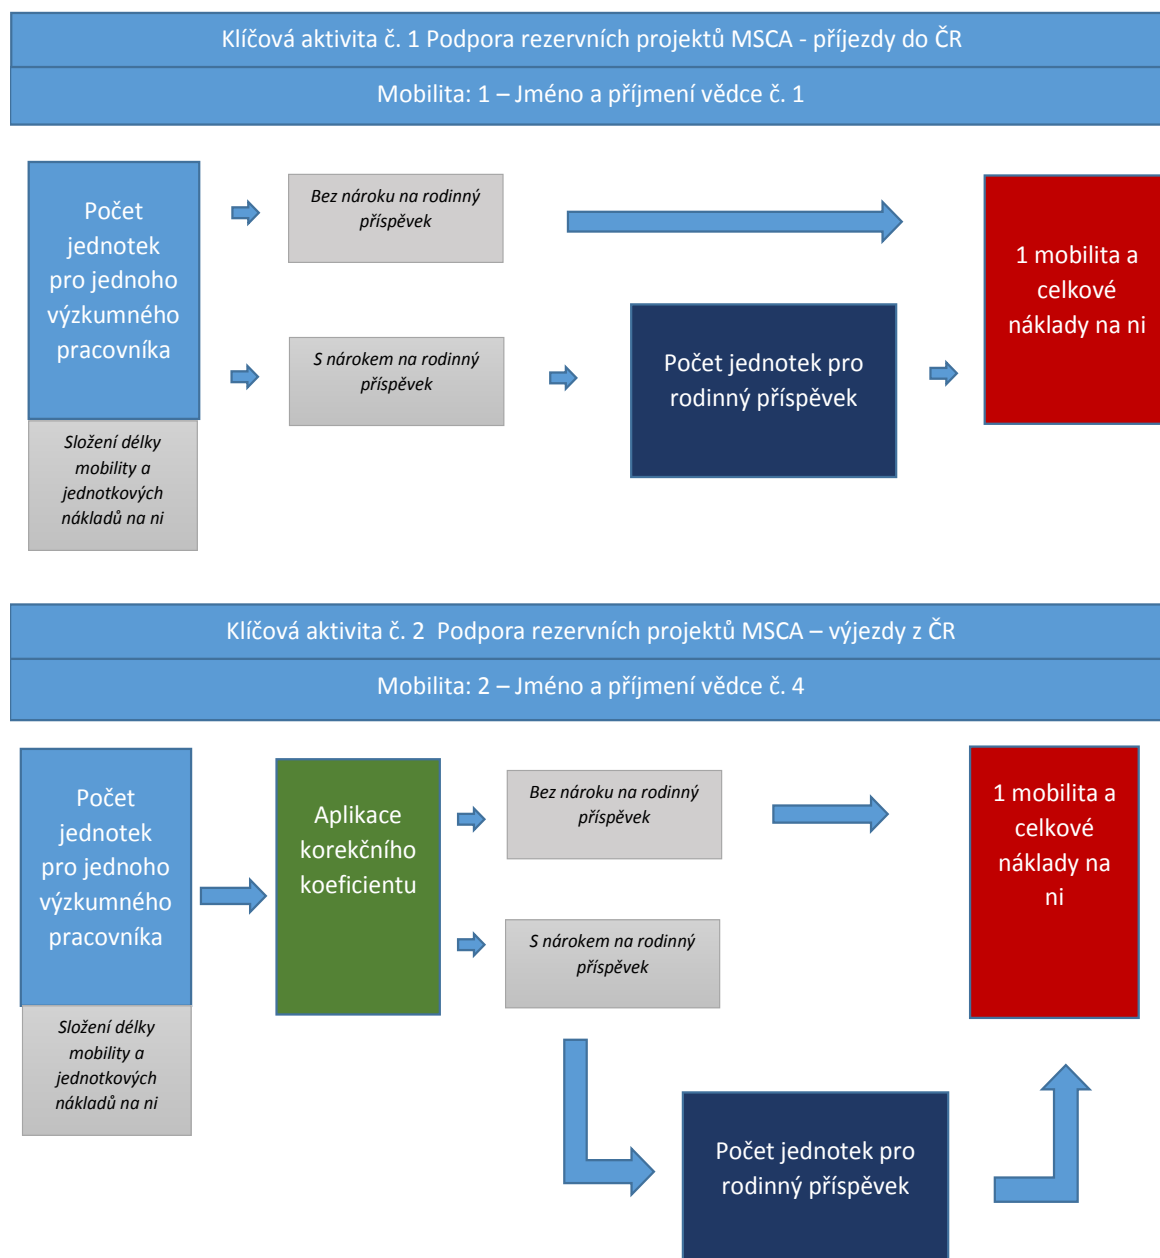 Klíčová aktivita č. 1 Podpora rezervních projektů MSCA - příjezdy do ČR
Mobilita: 1 – Jméno a příjmení vědce č. 1
Počet
jednotek
pro jednoho
výzkumného
pracovníka
Složení délky
mobility a
jednotkových
nákladů na ni
Bez nároku na rodinný
příspěvek
S nárokem na rodinný
příspěvek
Počet jednotek pro
rodinný příspěvek
1 mobilita a
celkové
náklady na ni
Klíčová aktivita č. 2  Podpora rezervních projektů MSCA – výjezdy z ČR
Mobilita: 2 – Jméno a příjmení vědce č. 4
Počet
jednotek
pro jednoho
výzkumného
pracovníka
Složení délky
mobility a
jednotkových
nákladů na ni
Aplikace
korekčního
koeficientu
Bez nároku na rodinný
příspěvek
S nárokem na rodinný
příspěvek
Počet jednotek pro
rodinný příspěvek
1 mobilita a
celkové
náklady na
ni